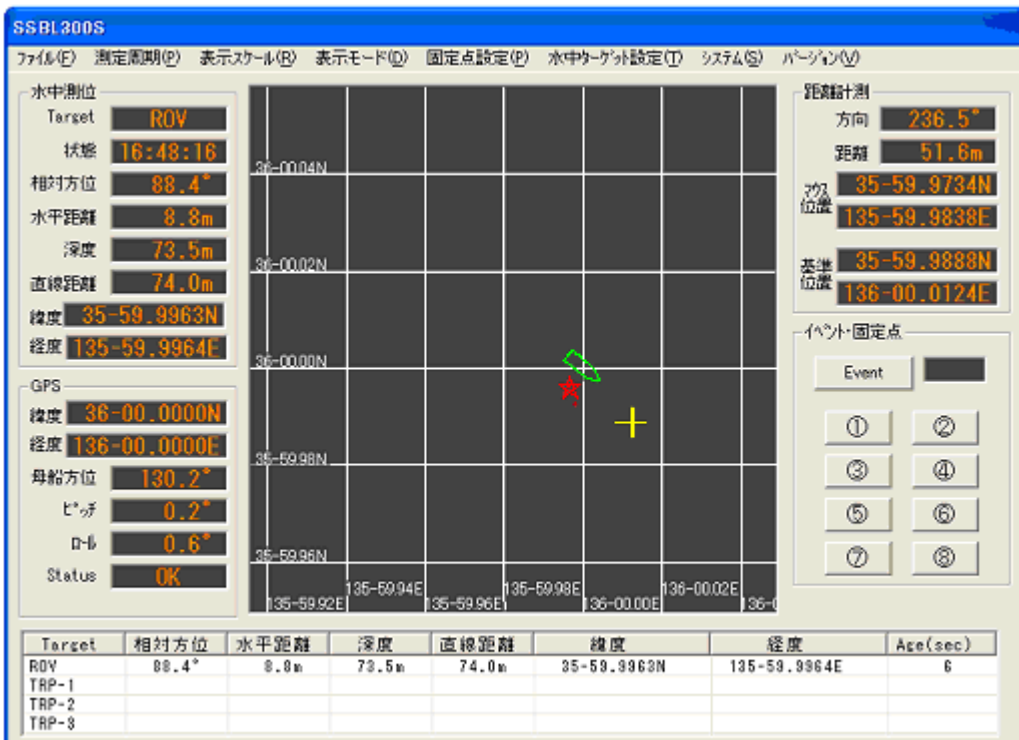 SSBL300S
ファイル(F) 測定周期(P) 表示スケール(R) 表示モード(D) 固定点設定(P) 水中ターゲット設定(T) システム(S) バージョン(V)
水中測位
Target ROV
状態 16:48:16
相対方位 88.4°
水平距離 8.8m
深度 73.5m
直線距離 74.0m
緯度 35-59.9963N
経度 135-59.9964E
GPS
緯度 36-00.0000N
経度 136-00.0000E
母船方位 130.2°
ピッチ 0.2°
ロール 0.6°
Status OK
36-00.04N
36-00.02N
36-00.00N
35-59.98N
35-59.96N
135-59.94E 135-59.98E 136-00.02E
135-59.92E 135-59.96E 136-00.00E 136-0
距離計測
方向 236.5°
距離 51.6m
マウス位置 35-59.9734N
135-59.9838E
基準位置 35-59.9888N
136-00.0124E
イベント・固定点
Event
① ②
③ ④
⑤ ⑥
⑦ ⑧
Target 相対方位 水平距離 深度 直線距離 緯度 経度 Age(sec)
ROV 88.4° 8.8m 73.5m 74.0m 35-59.9963N 135-59.9964E 6
TRP-1
TRP-2
TRP-3